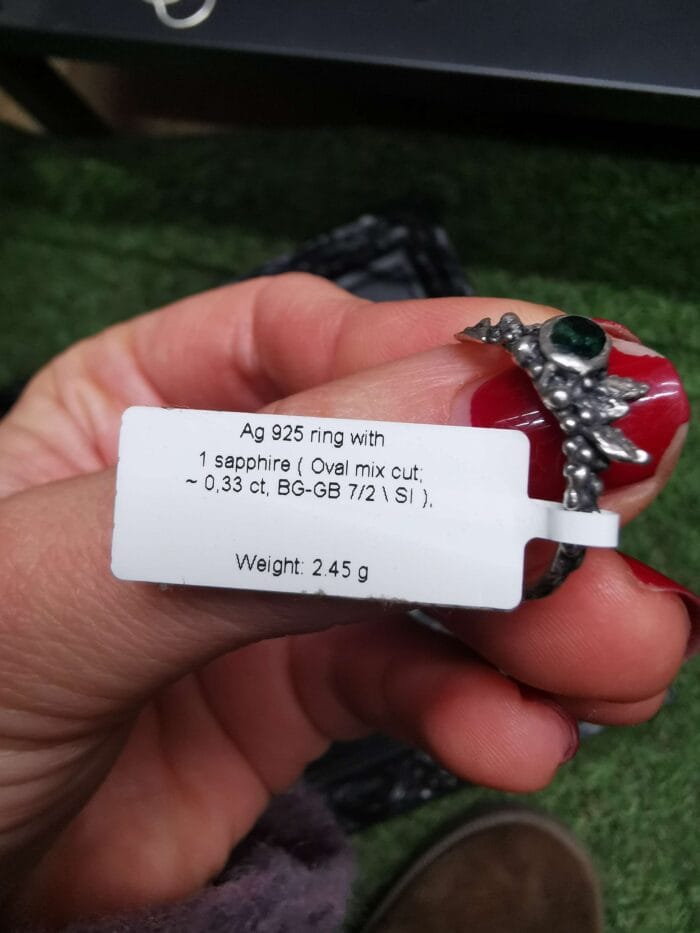 Ag 925 ring with
1 sapphire ( Oval mix cut;
~ 0,33 ct, BG-GB 7/2 \ SI ),
Weight: 2.45 g